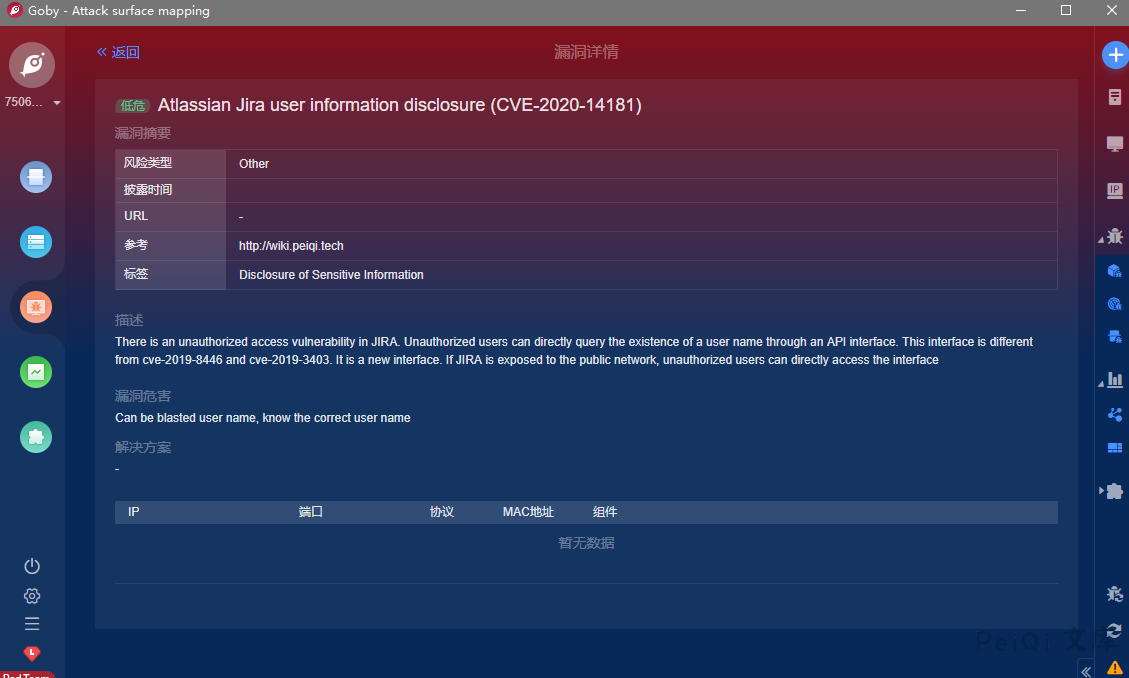 Goby - Attack surface mapping
7506...
« 返回
漏洞详情
低危 Atlassian Jira user information disclosure (CVE-2020-14181)
漏洞摘要
风险类型 Other
披露时间
URL -
参考 http://wiki.peiqi.tech
标签 Disclosure of Sensitive Information
描述
There is an unauthorized access vulnerability in JIRA. Unauthorized users can directly query the existence of a user name through an API interface. This interface is different
from cve-2019-8446 and cve-2019-3403. It is a new interface. If JIRA is exposed to the public network, unauthorized users can directly access the interface
漏洞危害
Can be blasted user name, know the correct user name
解决方案
-
IP 端口 协议 MAC地址 组件
暂无数据
IP
L
Red Team
PeiQi 文库